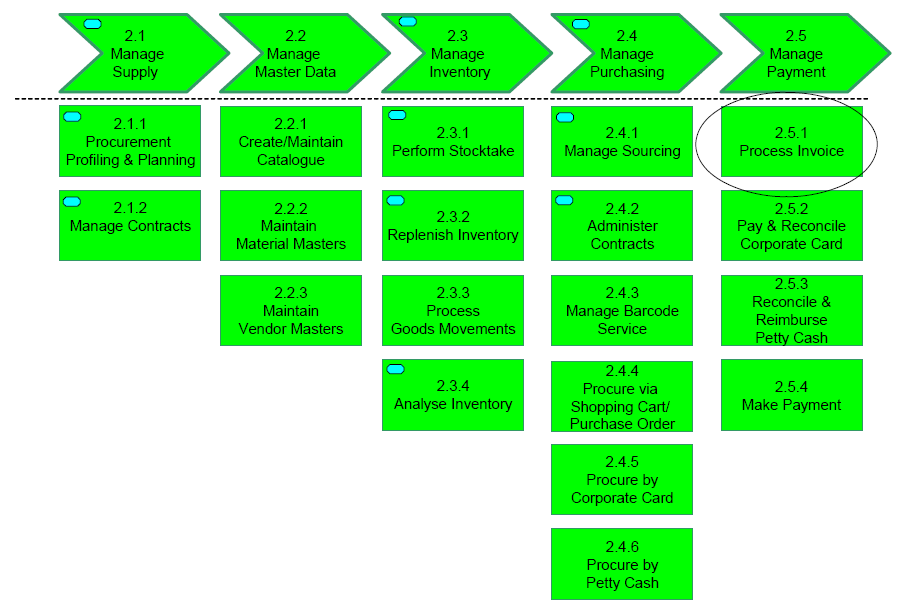 2.1
Manage
Supply
2.2
Manage
Master Data
2.3
Manage
Inventory
2.4
Manage
Purchasing
2.5
Manage
Payment
2.1.1
Procurement
Profiling & Planning
2.1.2
Manage Contracts
2.2.1
Create/Maintain
Catalogue
2.2.2
Maintain
Material Masters
2.2.3
Maintain
Vendor Masters
2.3.1
Perform Stocktake
2.3.2
Replenish Inventory
2.3.3
Process
Goods Movements
2.3.4
Analyse Inventory
2.4.1
Manage Sourcing
2.4.2
Administer
Contracts
2.4.3
Manage Barcode
Service
2.4.4
Procure via
Shopping Cart/
Purchase Order
2.4.5
Procure by
Corporate Card
2.4.6
Procure by
Petty Cash
2.5.1
Process Invoice
2.5.2
Pay & Reconcile
Corporate Card
2.5.3
Reconcile &
Reimburse
Petty Cash
2.5.4
Make Payment